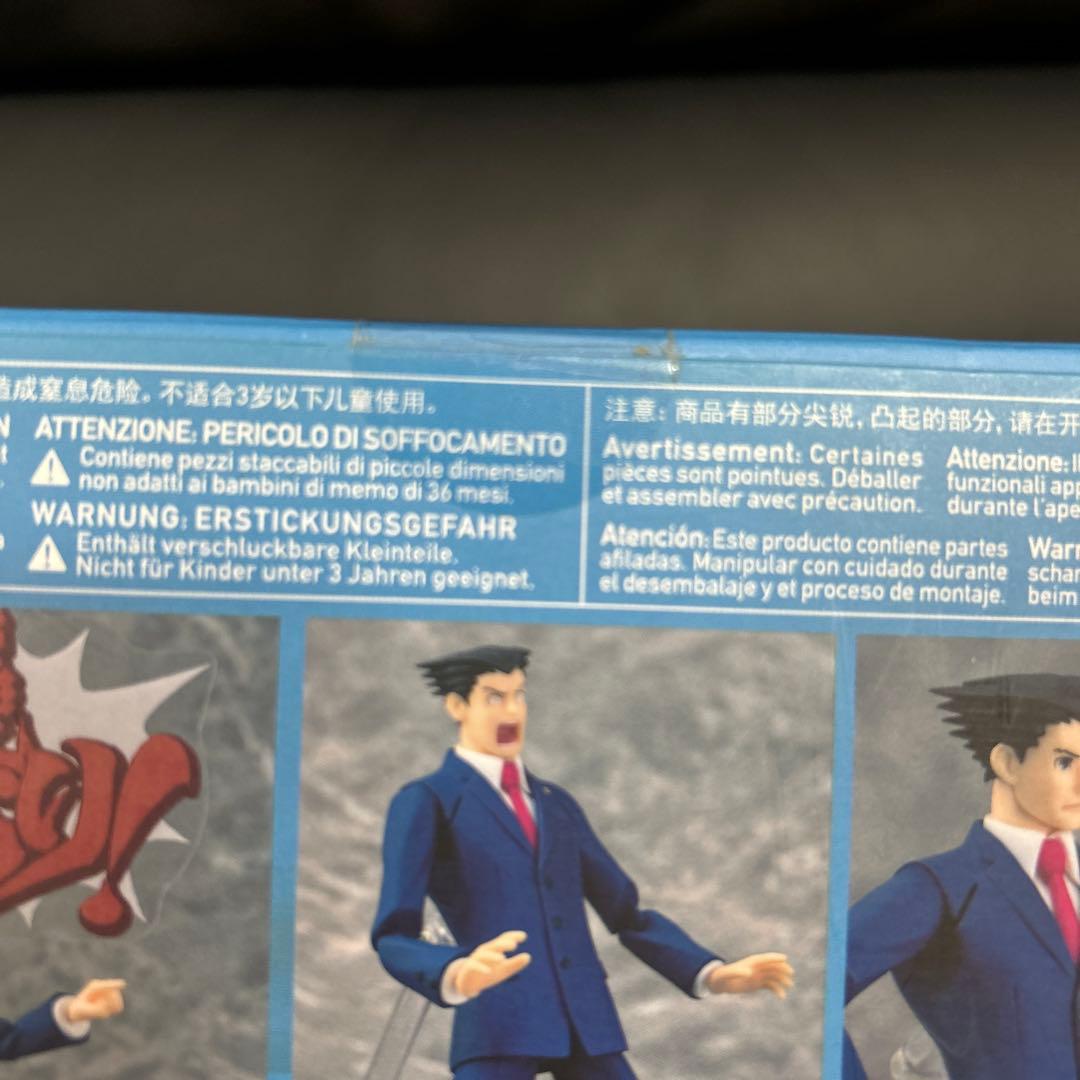 造成窒息危险。不适合3岁以下儿童使用。
ATTENZIONE: PERICOLO DI SOFFOCAMENTO
Contiene pezzi staccabili di piccole dimensioni
non adatti ai bambini di memo di 36 mesi.
WARNUNG: ERSTICKUNGSGEFAHR
Enthält verschluckbare Kleinteile.
Nicht für Kinder unter 3 Jahren geeignet.
注意: 商品有部分尖锐, 凸起的部分, 请在开
Avertissement: Certaines
pièces sont pointues. Déballer
et assembler avec précaution.
Attenzione: Il
funzionali app
durante l'ape
Atención: Este producto contiene partes
afiladas. Manipular con cuidado durante
el desembalaje y el proceso de montaje.
Warn
schar
beim